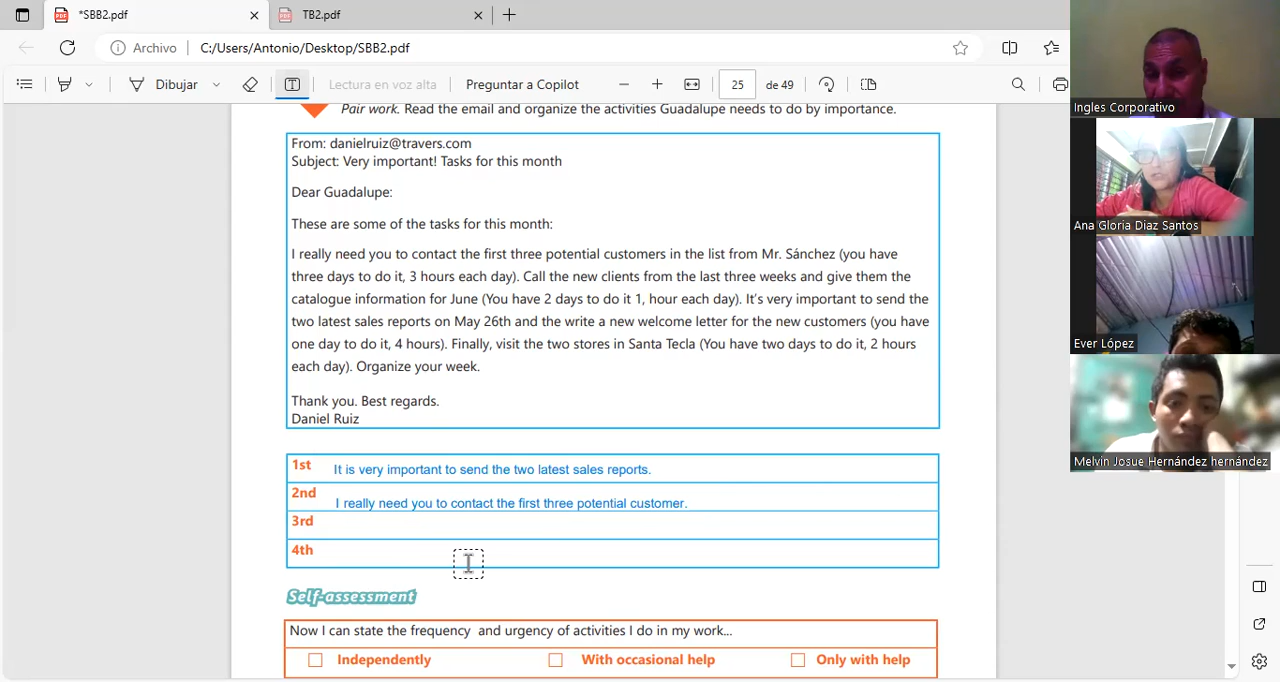 *SBB2.pdf
TB2.pdf
Archivo
C:/Users/Antonio/Desktop/SBB2.pdf
Dibujar
Lectura en voz alta
Preguntar a Copilot
25
de 49
Pair work. Read the email and organize the activities Guadalupe needs to do by importance.
From: danielruiz@travers.com
Subject: Very important! Tasks for this month
Dear Guadalupe:
These are some of the tasks for this month:
I really need you to contact the first three potential customers in the list from Mr. Sánchez (you have
three days to do it, 3 hours each day). Call the new clients from the last three weeks and give them the
catalogue information for June (You have 2 days to do it 1, hour each day). It's very important to send the
two latest sales reports on May 26th and the write a new welcome letter for the new customers (you have
one day to do it, 4 hours). Finally, visit the two stores in Santa Tecla (You have two days to do it, 2 hours
each day). Organize your week.
Thank you. Best regards.
Daniel Ruiz
1st It is very important to send the two latest sales reports.
2nd I really need you to contact the first three potential customer.
3rd
4th
Self-assessment
Now I can state the frequency and urgency of activities I do in my work...
Independently
With occasional help
Only with help
Ingles Corporativo
Ana Gloria Diaz Santos
Ever López
Melvin Josue Hernández hernández